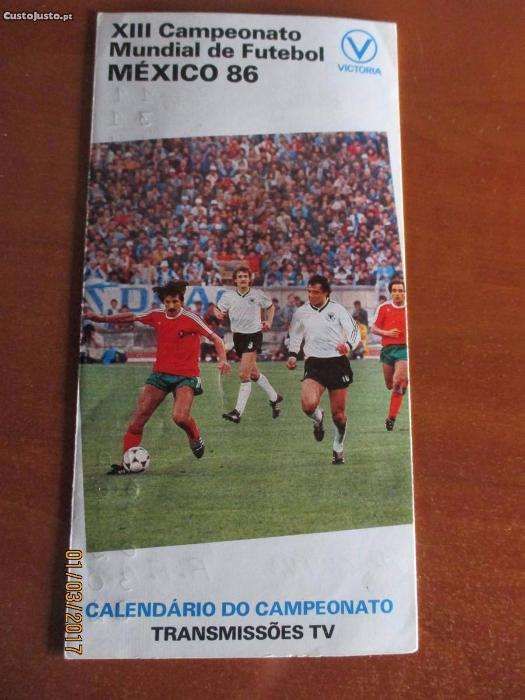 CustoJusto.pt
XIII Campeonato
Mundial de Futebol
MÉXICO 86
V
VICTORIA
CALENDÁRIO DO CAMPEONATO
TRANSMISSÕES TV
01/03/2017